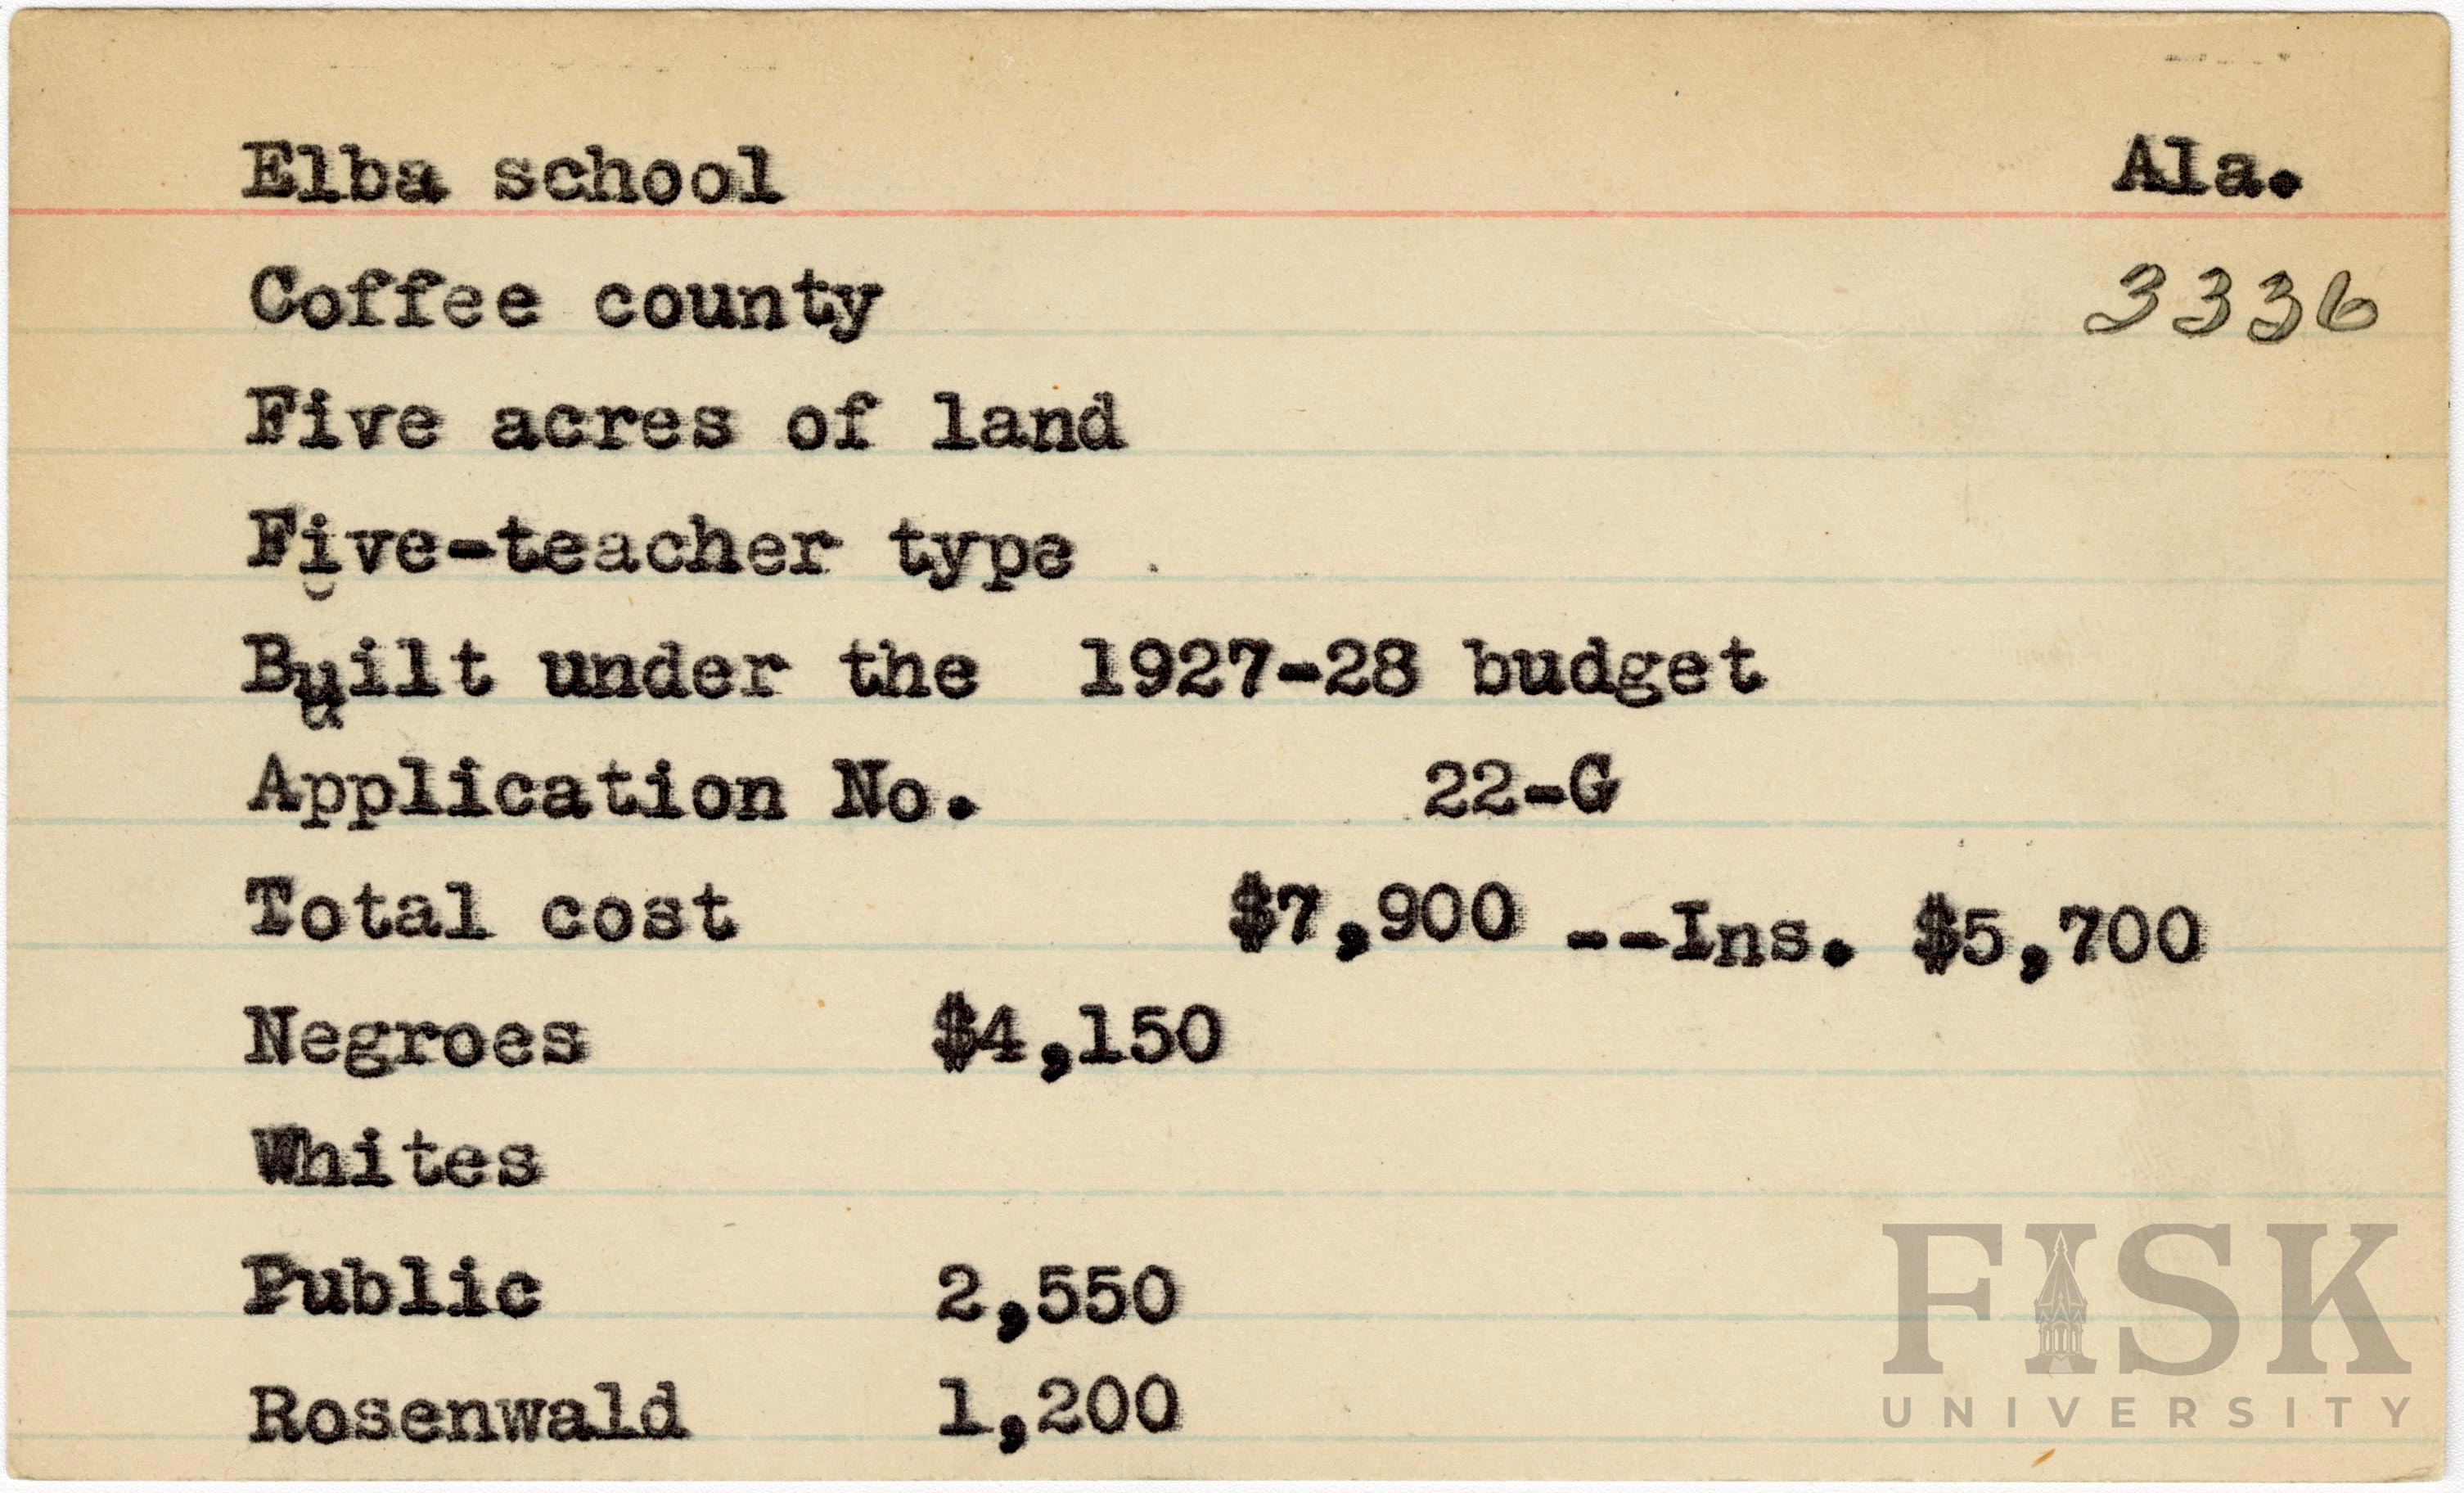 Elba school Ala.
Coffee county 3336
Five acres of land
Five-teacher type
Built under the 1927-28 budget
Application No. 22-G
Total cost $7,900 --Ins. $5,700
Negroes $4,150
Whites
Public 2,550
Rosenwald 1,200
FISK
UNIVERSITY